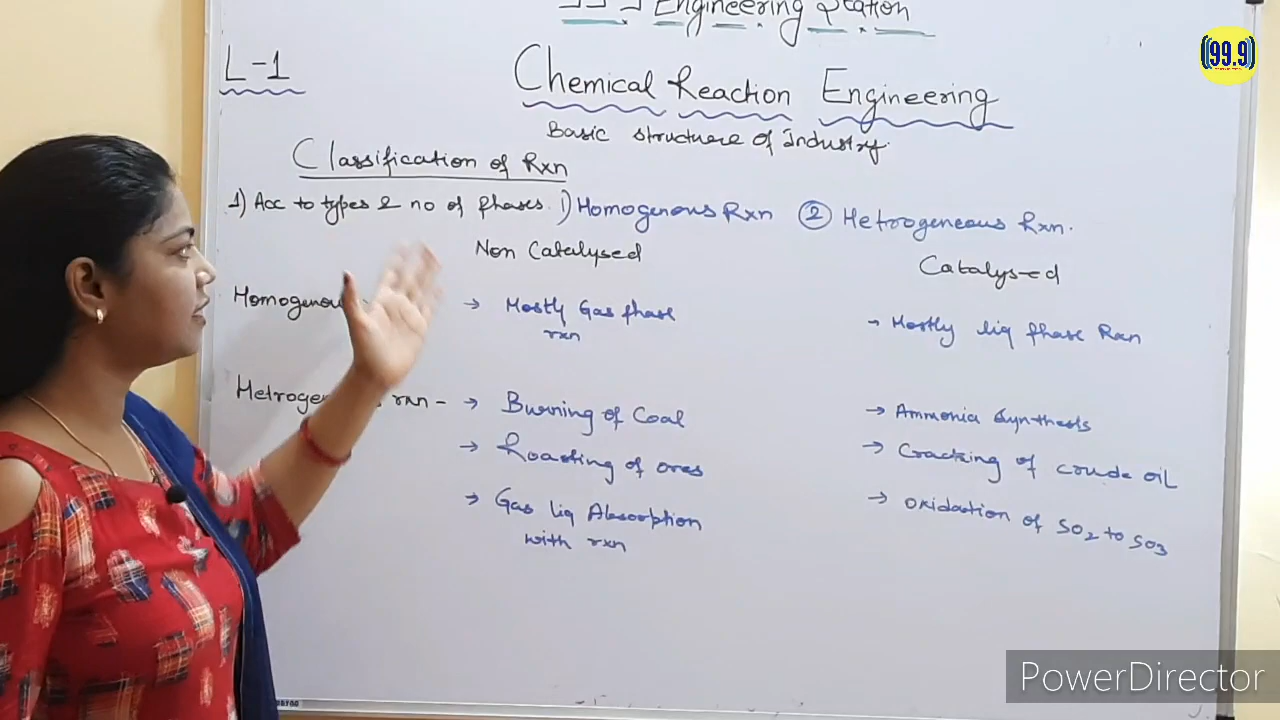 Engineering Station
(99.9)
L-1
Chemical Reaction Engineering
Basic structure of Industry.
Classification of Rxn
1) Acc to types & no of phases. 1) Homogenous Rxn ② Hetrogeneous Rxn.
Non Catalysed
Catalysed
Homogenous
→ Mostly Gas phase
rxn
→ Mostly liq phase Rxn
rxn -
→ Burning of Coal
→ Ammonia Synthesis
→ Roasting of ores
→ Cracking of crude oil
→ Gas liq Absorption
with rxn
→ Oxidation of SO2 to SO3
PowerDirector